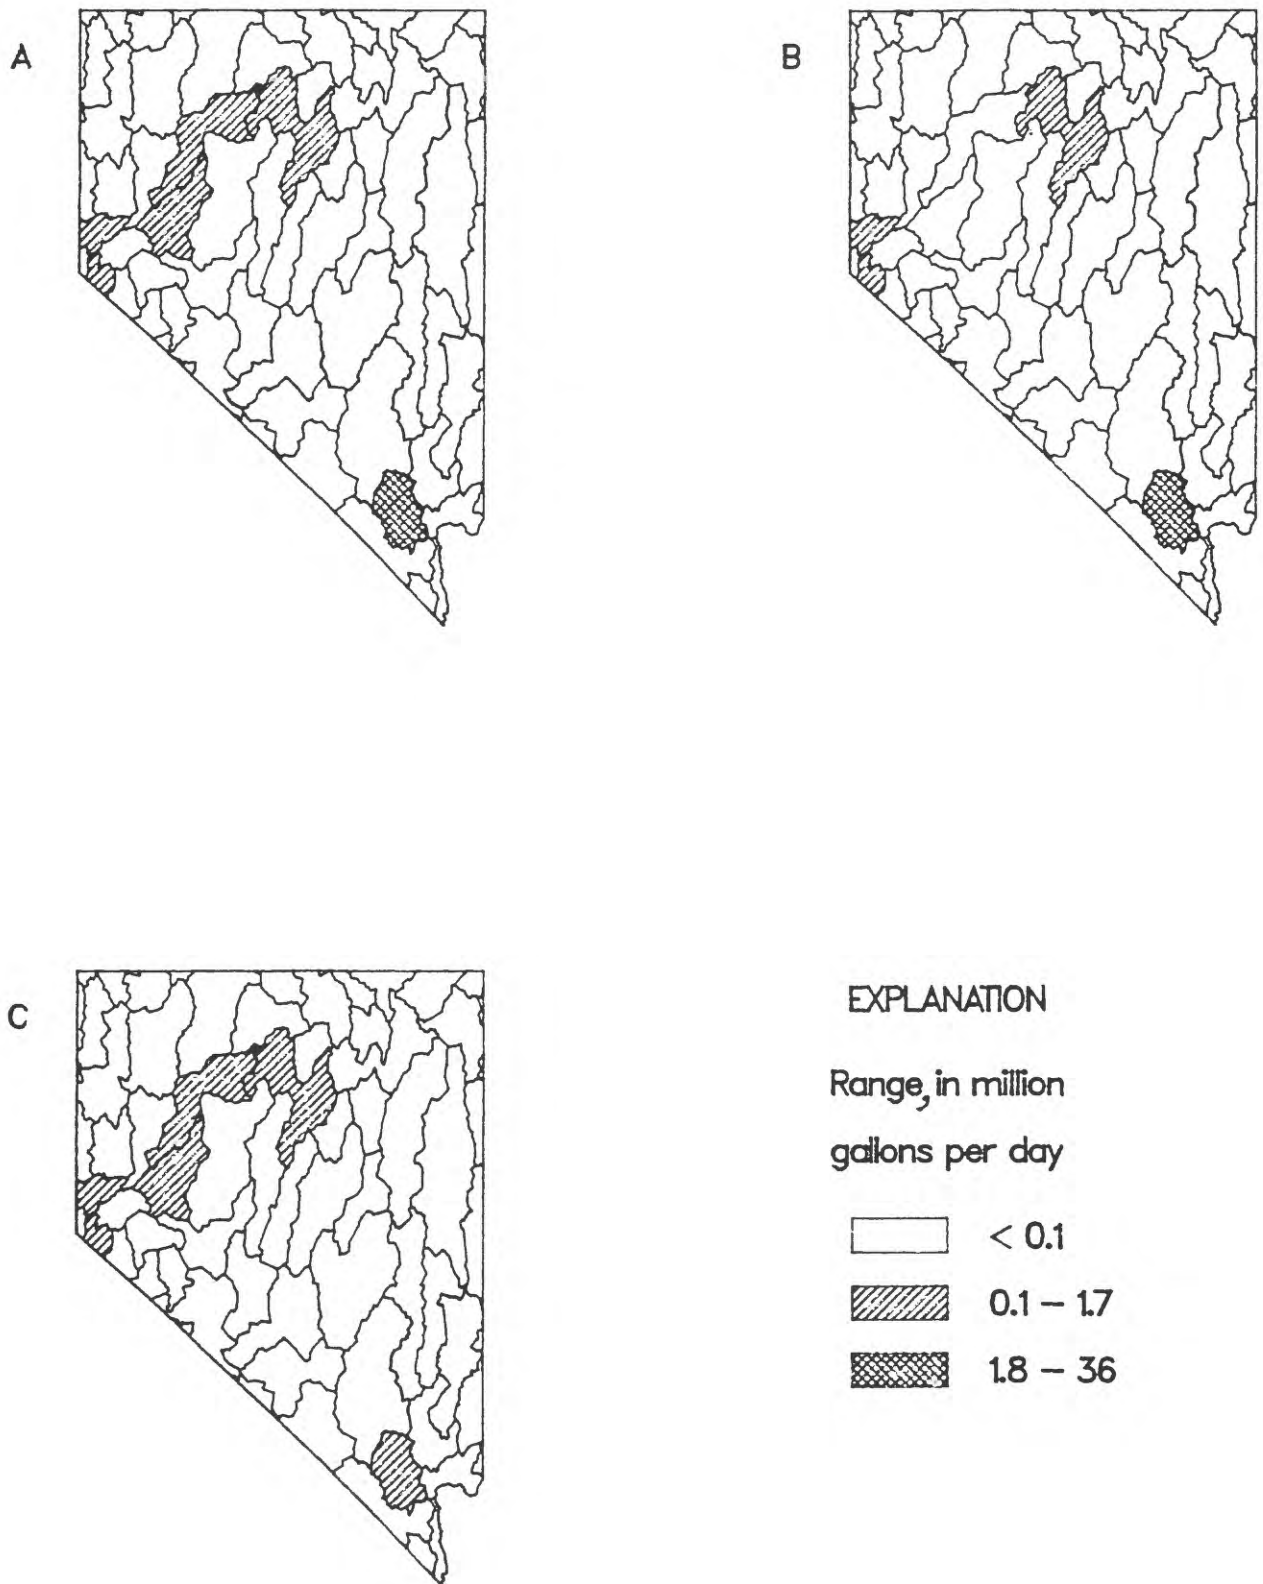 A
B
C
EXPLANATION
Range, in million
gallons per day
< 0.1
0.1 – 1.7
1.8 – 36